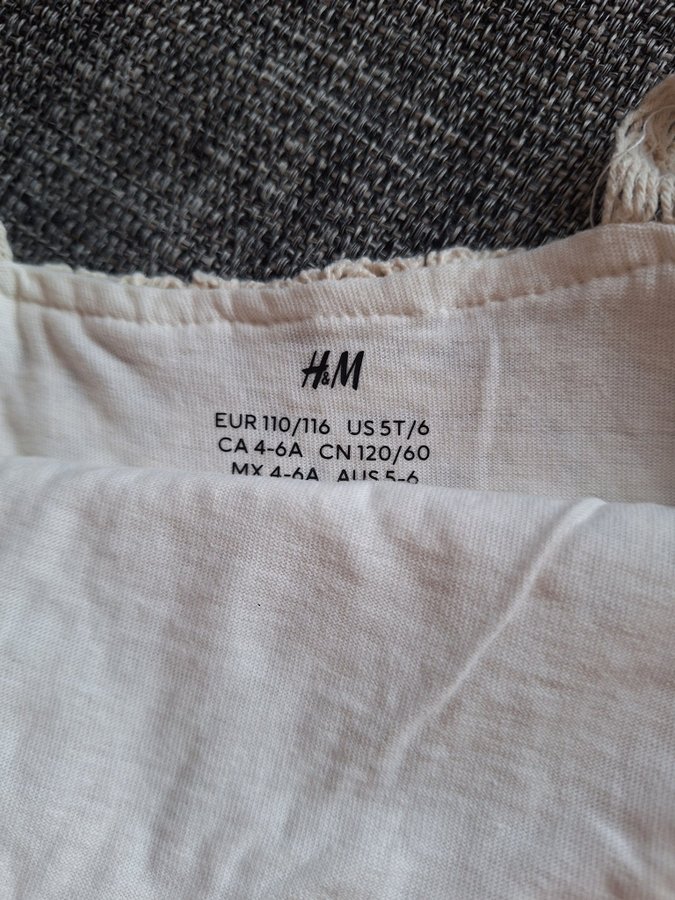 H&M
EUR 110/116 US 5T/6
CA 4-6A CN 120/60
MX 4-6A AUS 5-6